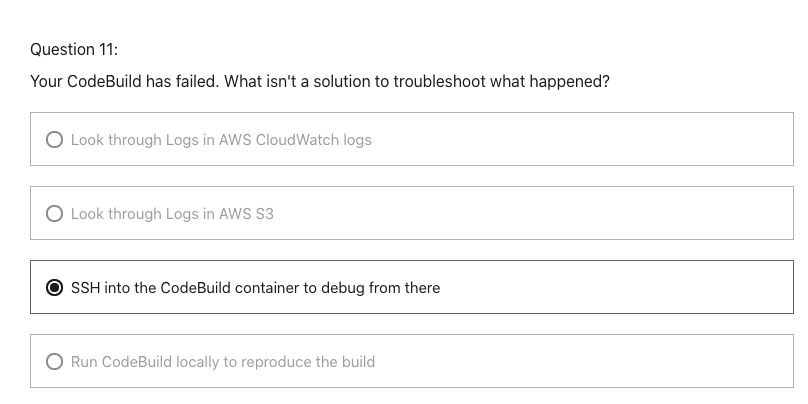 Question 11:
Your CodeBuild has failed. What isn't a solution to troubleshoot what happened?
Look through Logs in AWS CloudWatch logs
Look through Logs in AWS S3
SSH into the CodeBuild container to debug from there
Run CodeBuild locally to reproduce the build